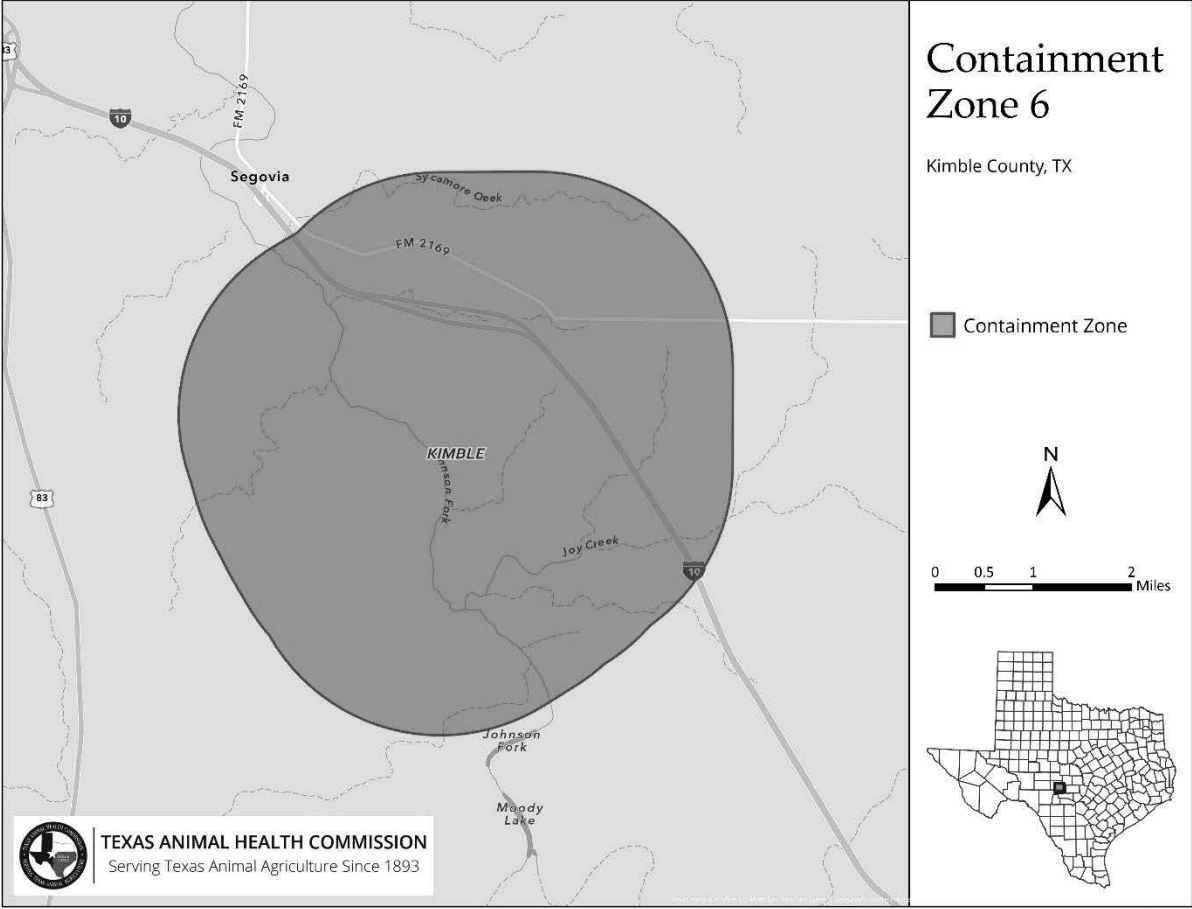 Containment
Zone 6
Kimble County, TX
Containment Zone
N
0 0.5 1 2
Miles
83
10
FM 2169
Segovia
Sycamore Creek
FM 2169
KIMBLE
Johnson Fork
83
Joy Creek
10
Johnson
Fork
Moody
Lake
TEXAS ANIMAL HEALTH COMMISSION
Serving Texas Animal Agriculture Since 1893